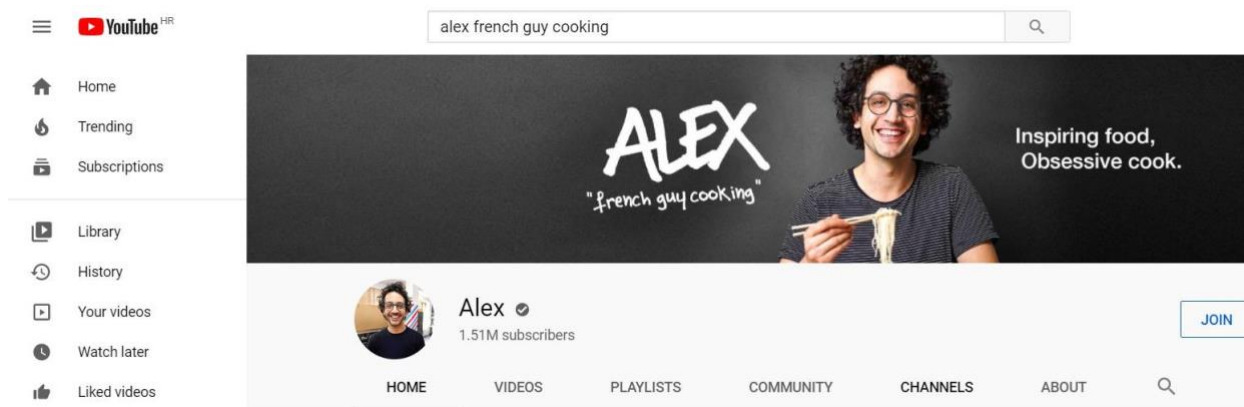 YouTube HR
alex french guy cooking
Home
Trending
Subscriptions
Library
History
Your videos
Watch later
Liked videos
ALEX
"french guy cooking"
Inspiring food,
Obsessive cook.
Alex
1.51M subscribers
JOIN
HOME VIDEOS PLAYLISTS COMMUNITY CHANNELS ABOUT